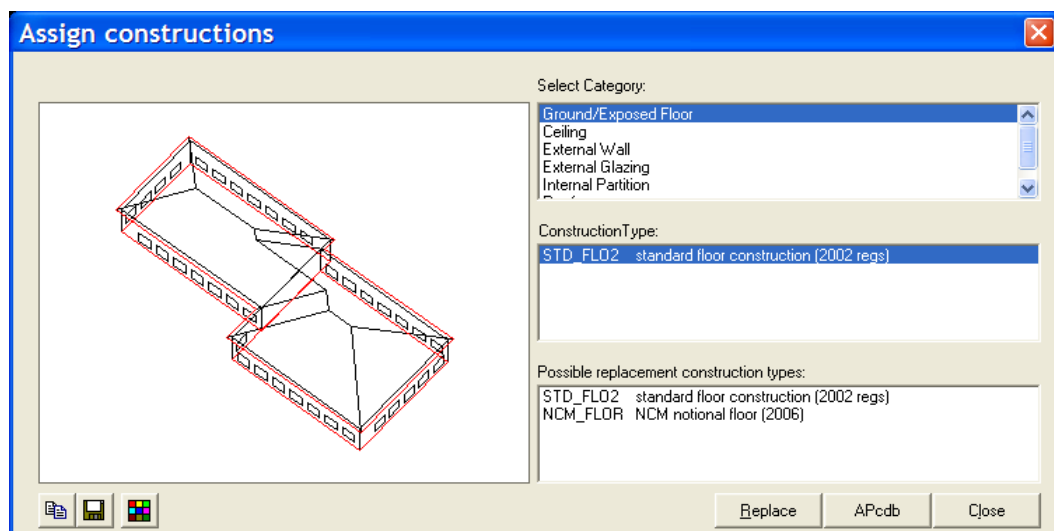 Assign constructions
Select Category:
Ground/Exposed Floor
Ceiling
External Wall
External Glazing
Internal Partition
ConstructionType:
STD_FLO2 standard floor construction (2002 regs)
Possible replacement construction types:
STD_FLO2 standard floor construction (2002 regs)
NCM_FLOR NCM notional floor (2006)
Replace APcdb Close